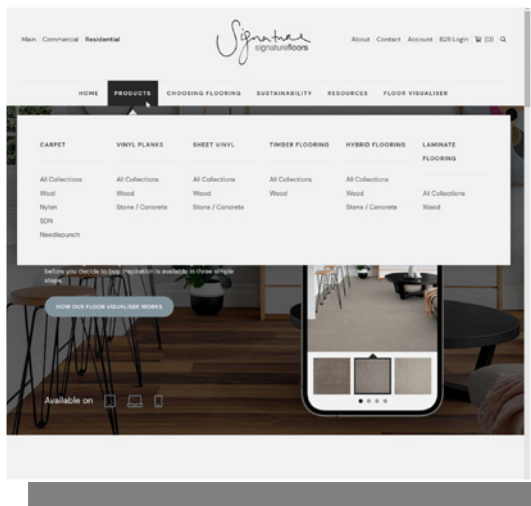 Main Commercial Residential
Signature
signaturefloors
About Contact Account B2B Login (0)
HOME PRODUCTS CHOOSING FLOORING SUSTAINABILITY RESOURCES FLOOR VISUALISER
CARPET
All Collections
Wool
Nylon
SDN
Needlepunch
VINYL PLANKS
All Collections
Wood
Stone / Concrete
SHEET VINYL
All Collections
Wood
Stone / Concrete
TIMBER FLOORING
All Collections
Wood
HYBRID FLOORING
All Collections
Wood
Stone / Concrete
LAMINATE
FLOORING
All Collections
Wood
before you decide to buy inspiration is available in three simple
steps.
HOW OUR FLOOR VISUALISER WORKS
Available on